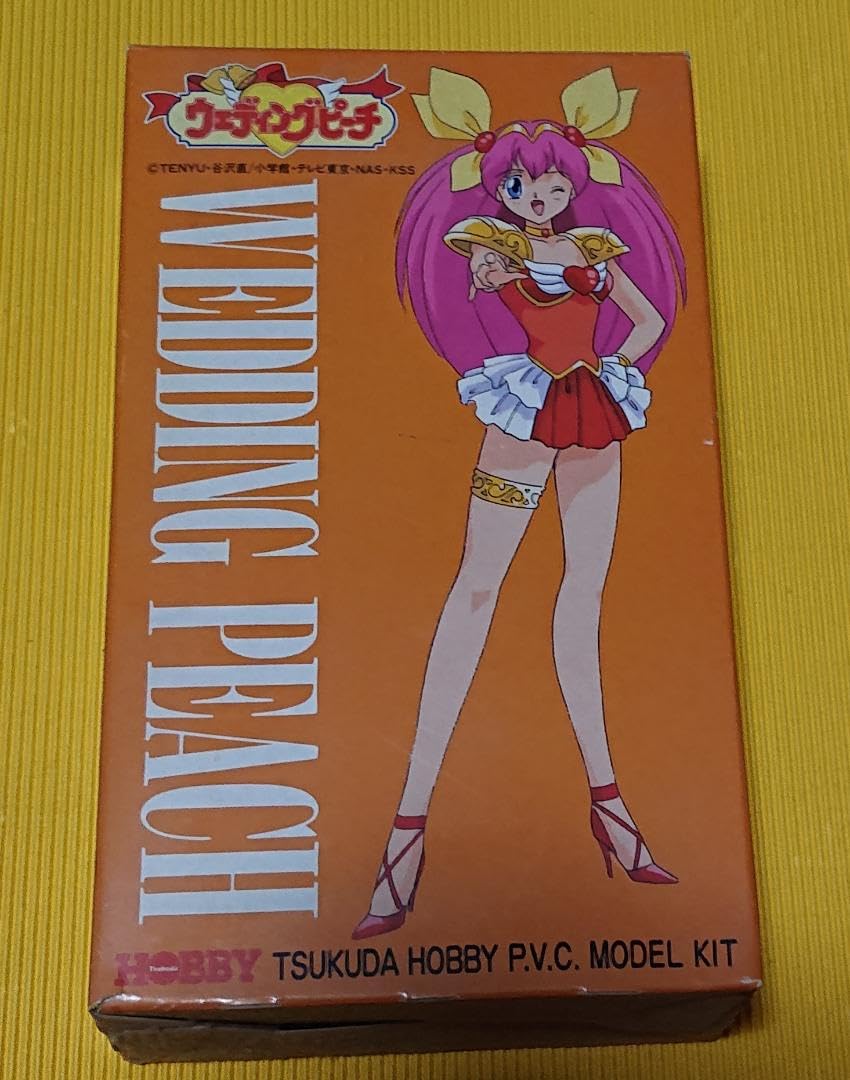 ウェディングピーチ
©TENYU・谷沢直/小学館・テレビ東京・NAS・KSS
WEDDING PEACH
HOBBY
Tsukuda
TSUKUDA HOBBY P.V.C. MODEL KIT